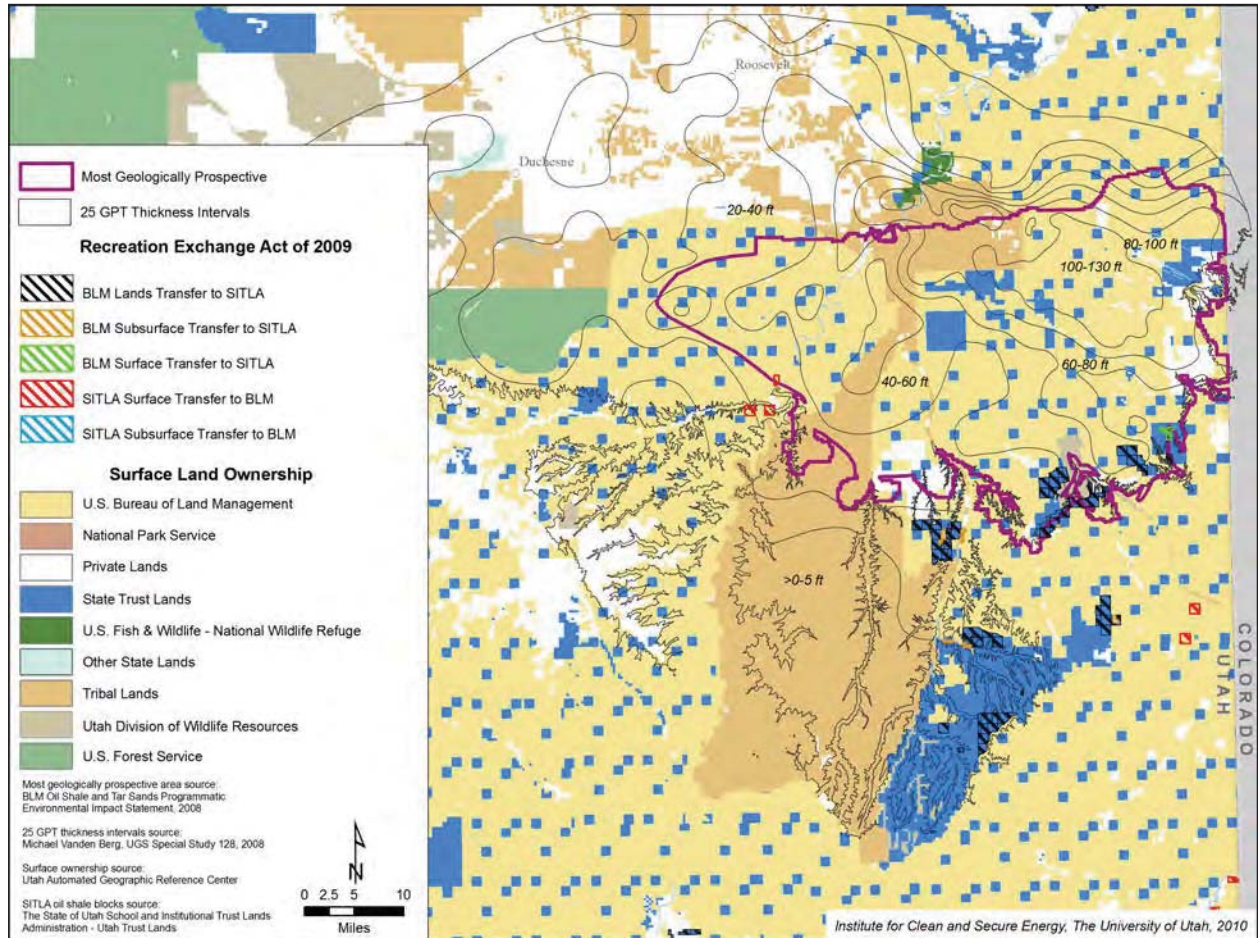 Roosevelt
Duchesne
20-40 ft
80-100 ft
100-130 ft
60-80 ft
40-60 ft
>0-5 ft
COLORADO
UTAH
Most Geologically Prospective
25 GPT Thickness Intervals
Recreation Exchange Act of 2009
BLM Lands Transfer to SITLA
BLM Subsurface Transfer to SITLA
BLM Surface Transfer to SITLA
SITLA Surface Transfer to BLM
SITLA Subsurface Transfer to BLM
Surface Land Ownership
U.S. Bureau of Land Management
National Park Service
Private Lands
State Trust Lands
U.S. Fish & Wildlife - National Wildlife Refuge
Other State Lands
Tribal Lands
Utah Division of Wildlife Resources
U.S. Forest Service
Most geologically prospective area source:
BLM Oil Shale and Tar Sands Programmatic
Environmental Impact Statement, 2008
25 GPT thickness intervals source:
Michael Vanden Berg, UGS Special Study 128, 2008
Surface ownership source:
Utah Automated Geographic Reference Center
SITLA oil shale blocks source:
The State of Utah School and Institutional Trust Lands
Administration - Utah Trust Lands
N
0 2.5 5 10
Miles
Institute for Clean and Secure Energy, The University of Utah, 2010